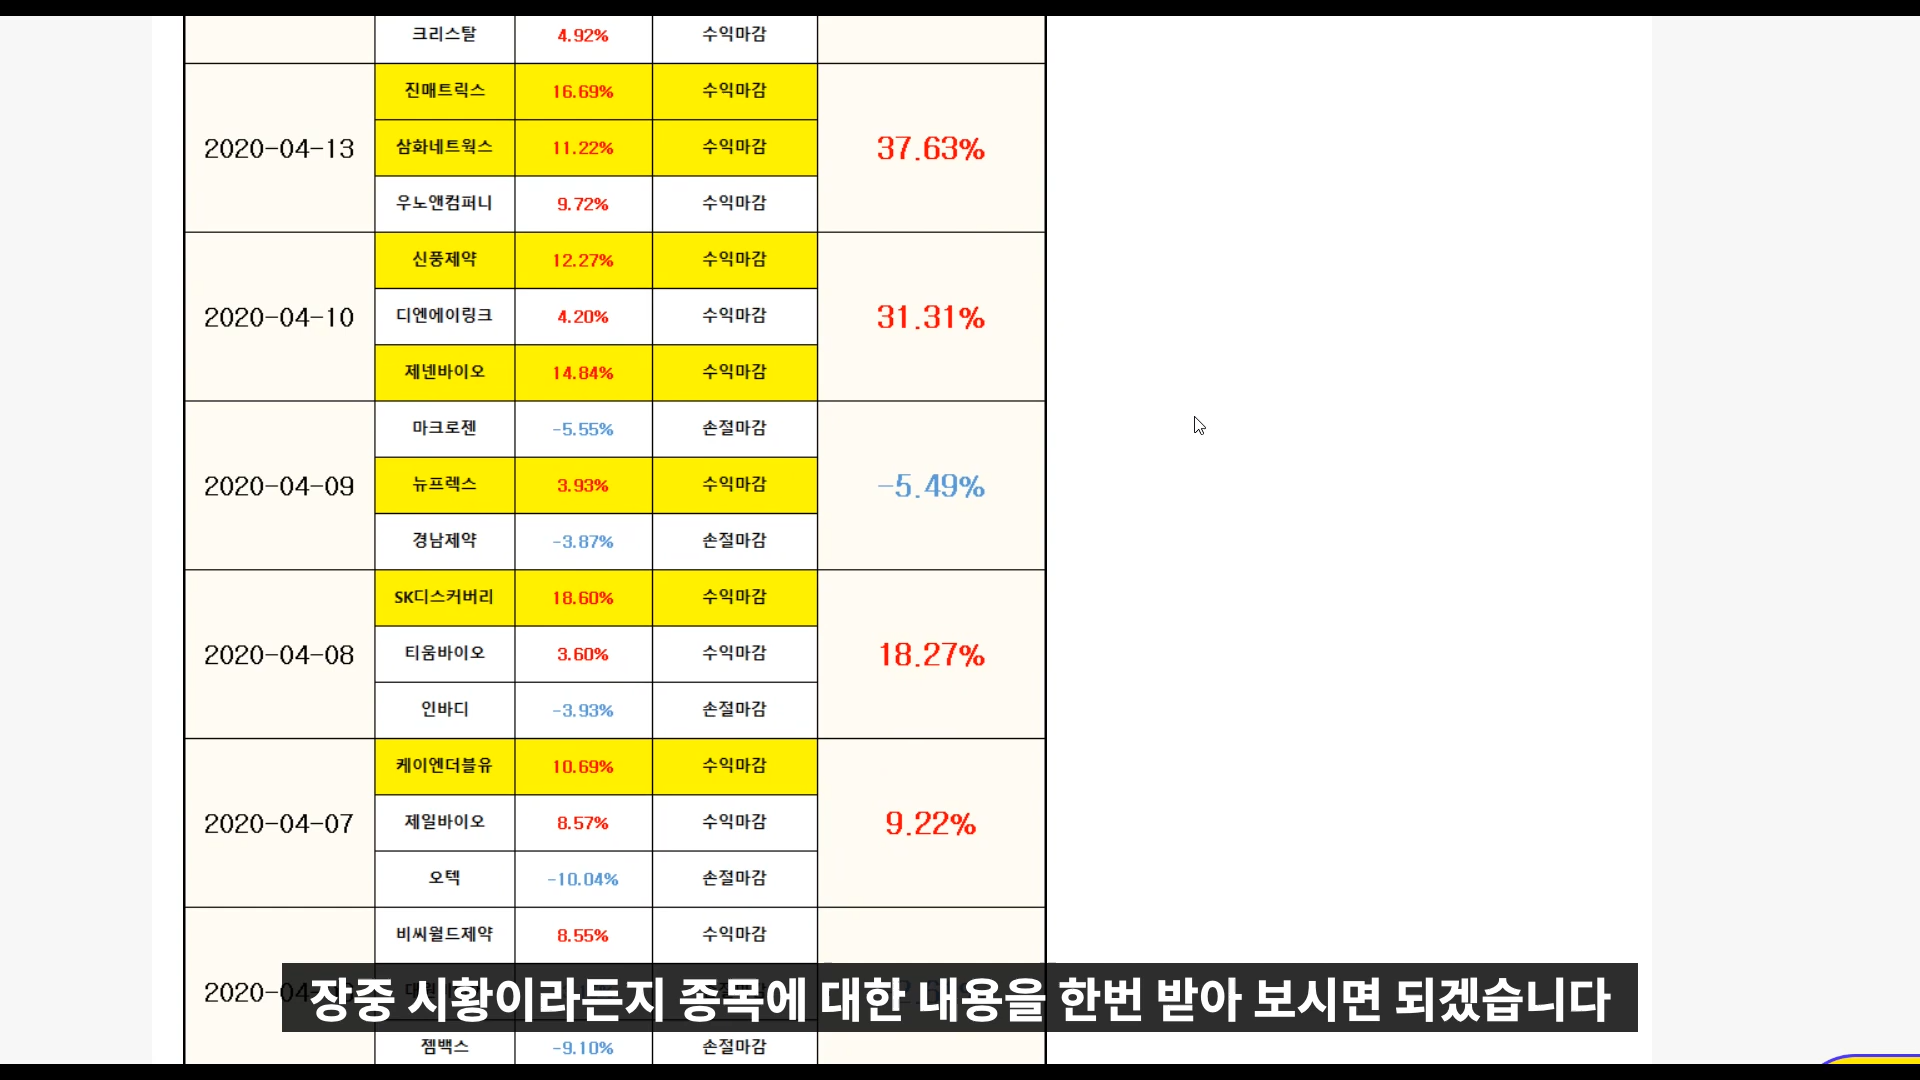 크리스탈 4.92% 수익마감
2020-04-13
진매트릭스 16.69% 수익마감
삼화네트웍스 11.22% 수익마감
우노앤컴퍼니 9.72% 수익마감
37.63%
2020-04-10
신풍제약 12.27% 수익마감
디엔에이링크 4.20% 수익마감
제넨바이오 14.84% 수익마감
31.31%
2020-04-09
마크로젠 -5.55% 손절마감
뉴프렉스 3.93% 수익마감
경남제약 -3.87% 손절마감
-5.49%
2020-04-08
SK디스커버리 18.60% 수익마감
티움바이오 3.60% 수익마감
인바디 -3.93% 손절마감
18.27%
2020-04-07
케이엔더블유 10.69% 수익마감
제일바이오 8.57% 수익마감
오텍 -10.04% 손절마감
9.22%
비씨월드제약 8.55% 수익마감
젬백스 -9.10% 손절마감
장중 시황이라든지 종목에 대한 내용을 한번 받아 보시면 되겠습니다